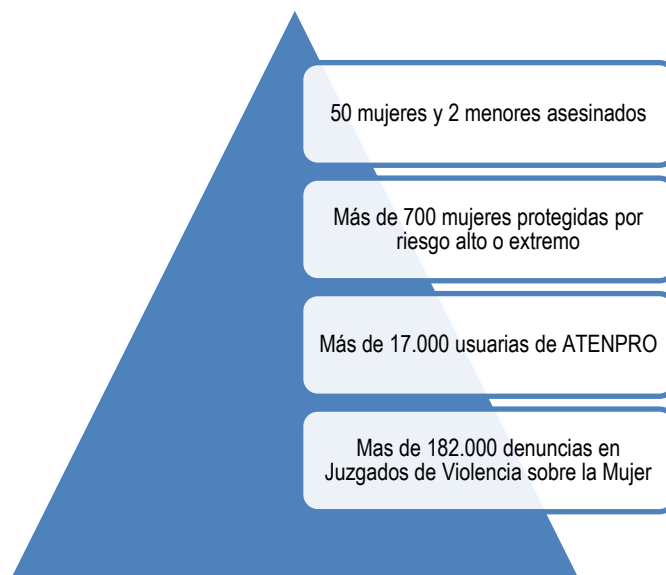 50 mujeres y 2 menores asesinados
Más de 700 mujeres protegidas por
riesgo alto o extremo
Más de 17.000 usuarias de ATENPRO
Mas de 182.000 denuncias en
Juzgados de Violencia sobre la Mujer